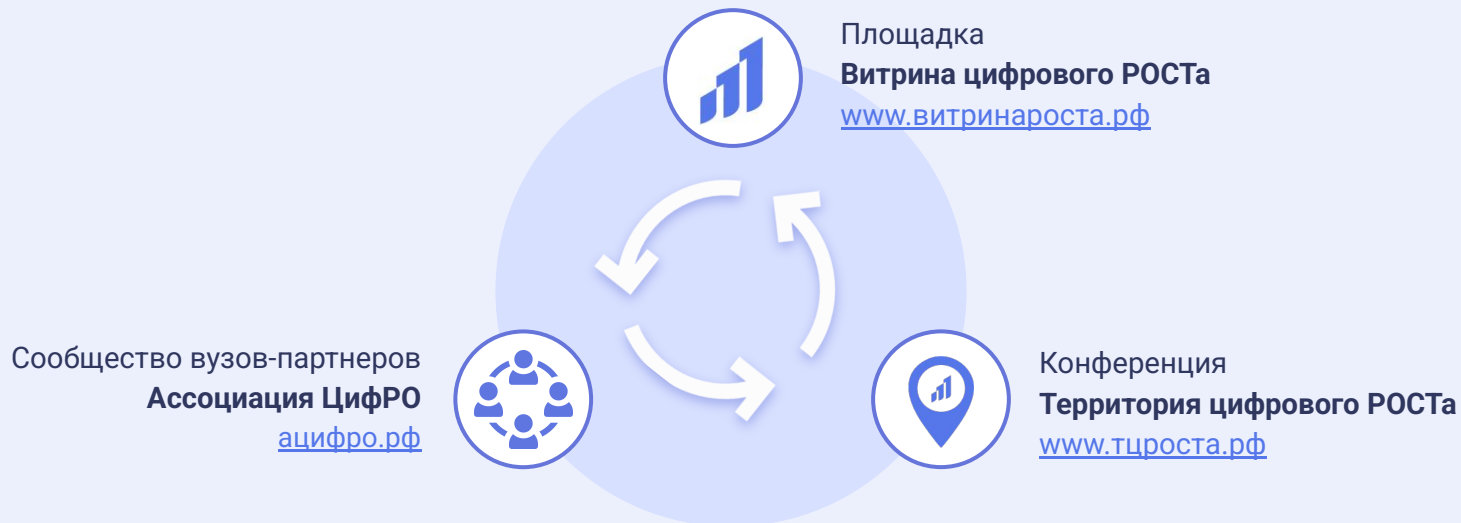 Площадка
Витрина цифрового РОСТа
www.витринароста.рф
Сообщество вузов-партнеров
Ассоциация ЦифРО
ацифро.рф
Конференция
Территория цифрового РОСТа
www.тцроста.рф